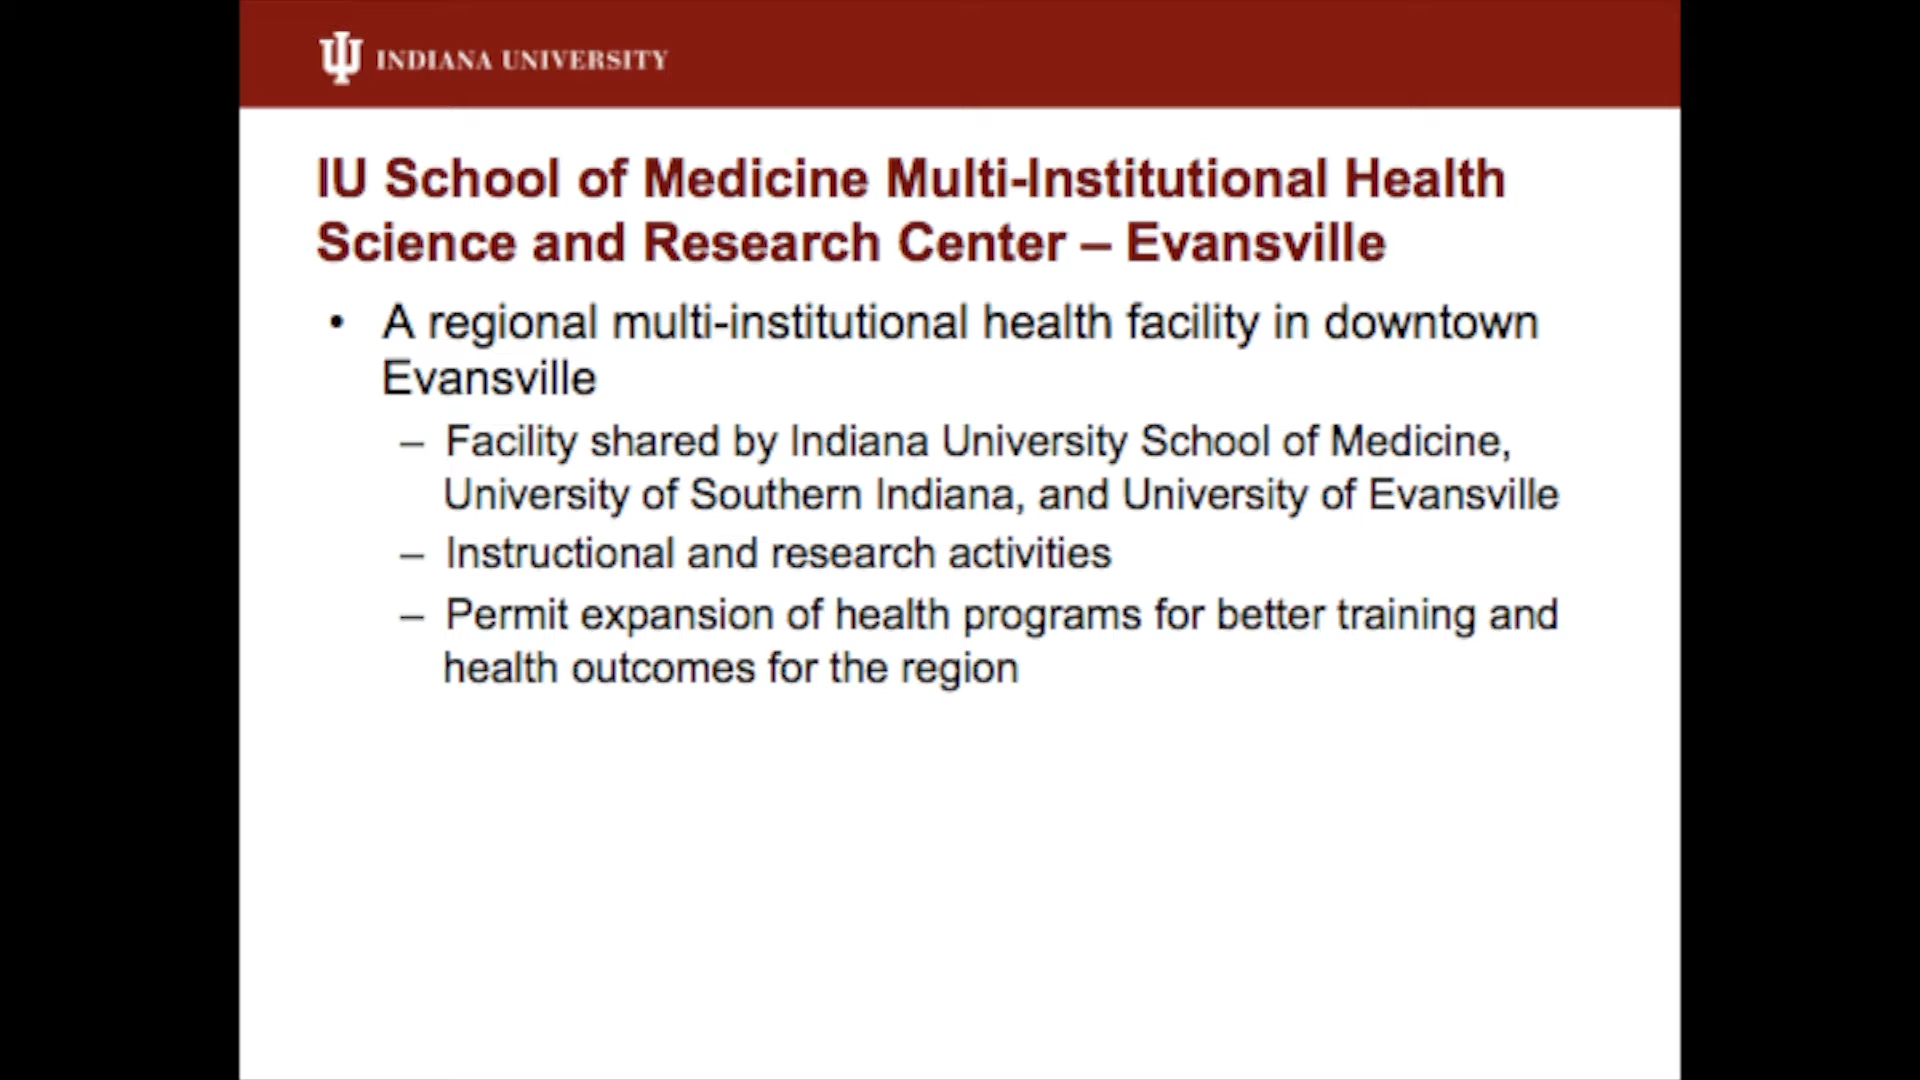 INDIANA UNIVERSITY
IU School of Medicine Multi-Institutional Health
Science and Research Center – Evansville
• A regional multi-institutional health facility in downtown
Evansville
– Facility shared by Indiana University School of Medicine,
University of Southern Indiana, and University of Evansville
– Instructional and research activities
– Permit expansion of health programs for better training and
health outcomes for the region